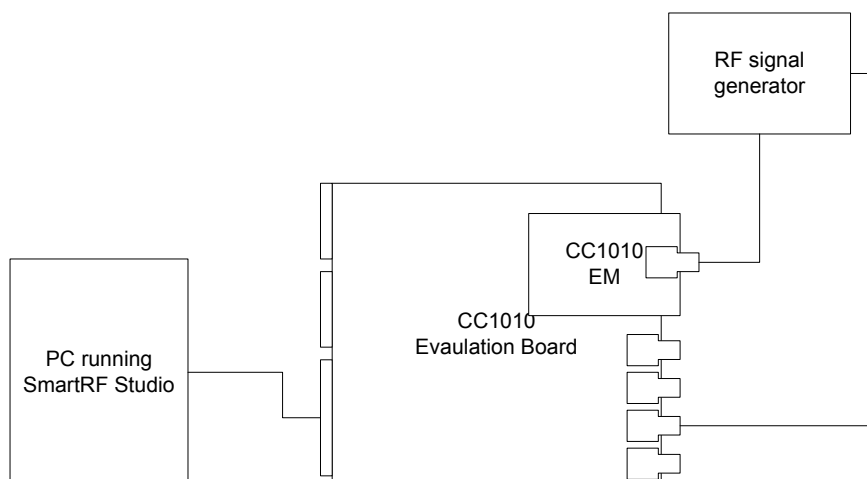 RF signal
generator
CC1010
EM
CC1010
Evaulation Board
PC running
SmartRF Studio